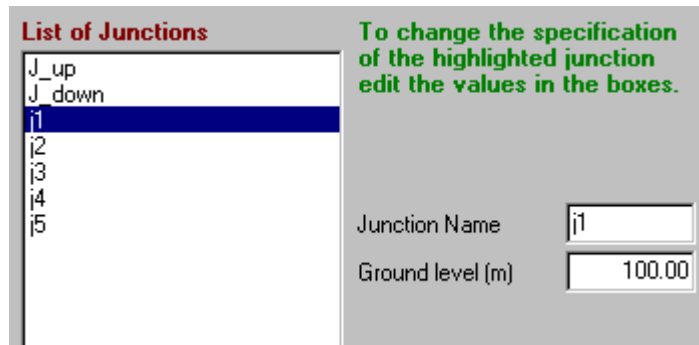 List of Junctions
J_up
J_down
j1
j2
j3
j4
j5
To change the specification
of the highlighted junction
edit the values in the boxes.
Junction Name
j1
Ground level (m)
100.00